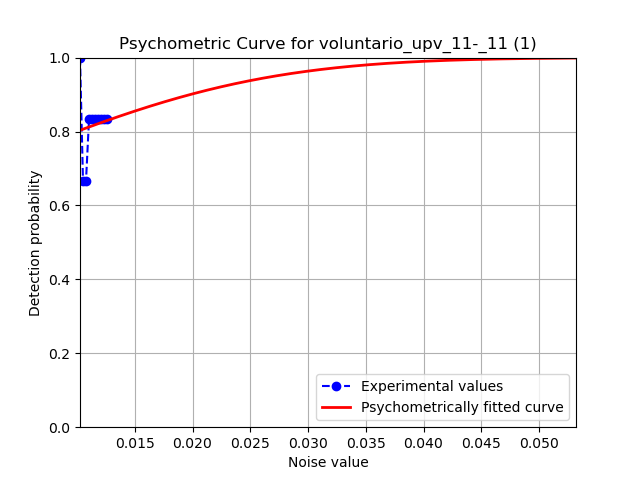 Psychometric Curve for voluntario_upv_11-_11 (1)
1.0
0.8
0.6
0.4
0.2
0.0
Detection probability
Experimental values
Psychometrically fitted curve
0.015 0.020 0.025 0.030 0.035 0.040 0.045 0.050
Noise value